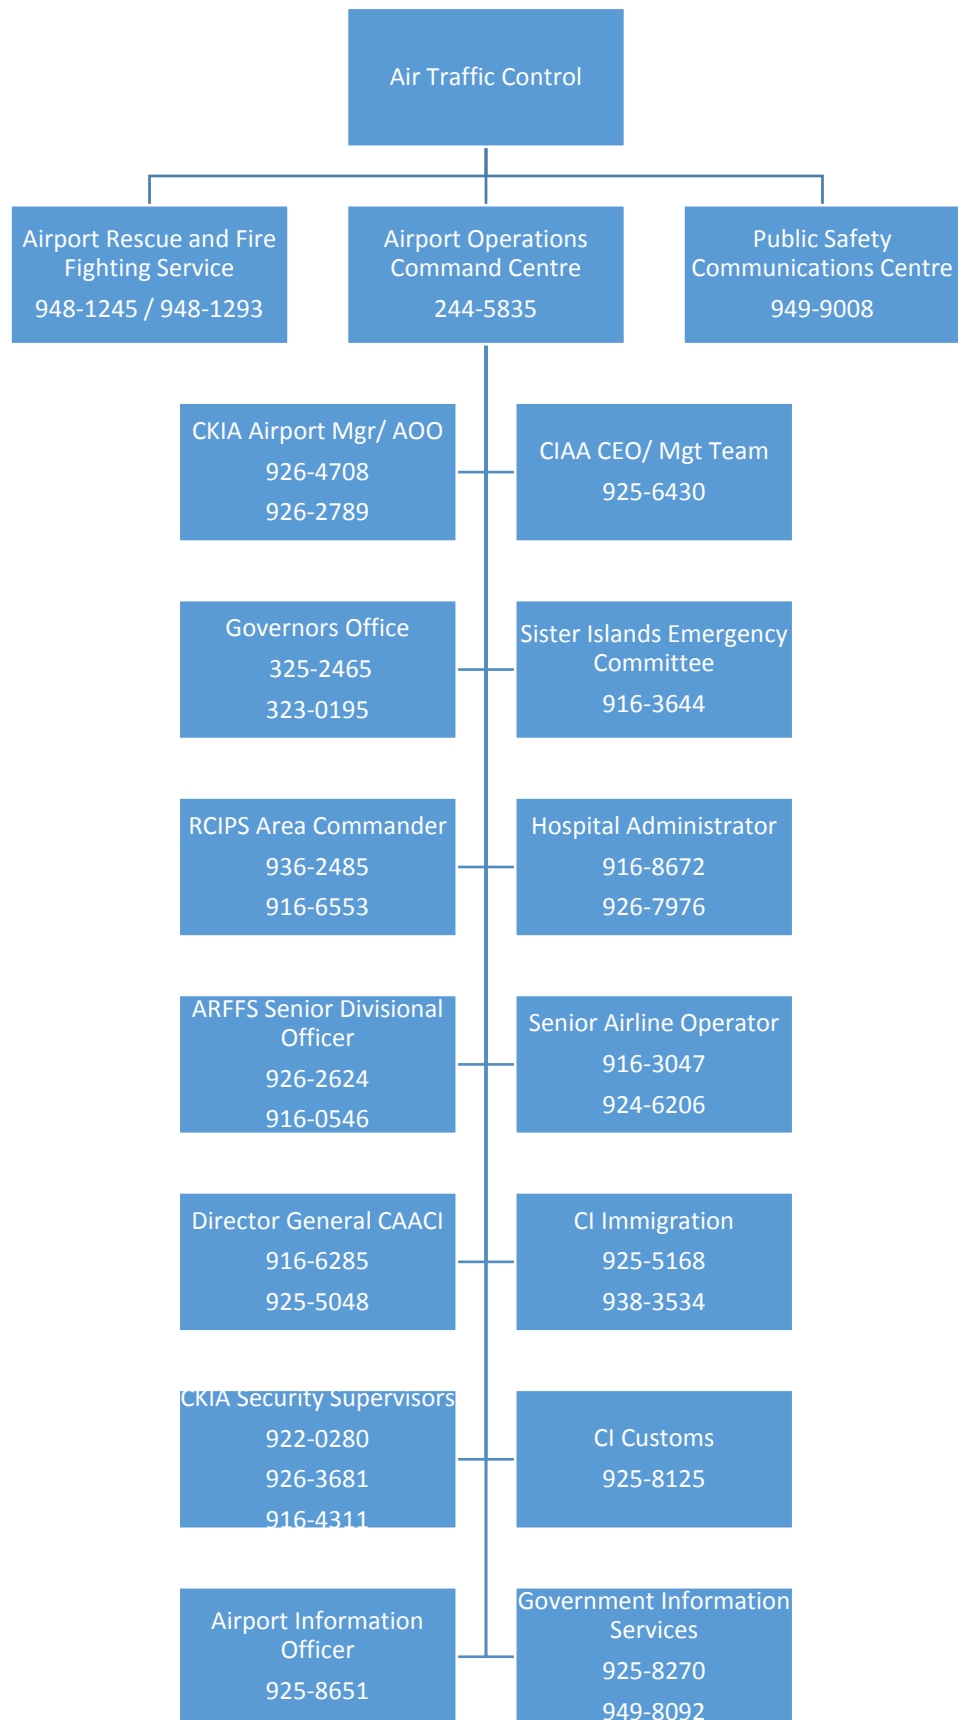 Air Traffic Control
Airport Rescue and Fire
Fighting Service
948-1245 / 948-1293
Airport Operations
Command Centre
244-5835
Public Safety
Communications Centre
949-9008
CKIA Airport Mgr/ AOO
926-4708
926-2789
CIAA CEO/ Mgt Team
925-6430
Governors Office
325-2465
323-0195
Sister Islands Emergency
Committee
916-3644
RCIPS Area Commander
936-2485
916-6553
Hospital Administrator
916-8672
926-7976
ARFFS Senior Divisional
Officer
926-2624
916-0546
Senior Airline Operator
916-3047
924-6206
Director General CAACI
916-6285
925-5048
CI Immigration
925-5168
938-3534
CKIA Security Supervisors
922-0280
926-3681
916-4311
CI Customs
925-8125
Airport Information
Officer
925-8651
Government Information
Services
925-8270
949-8092